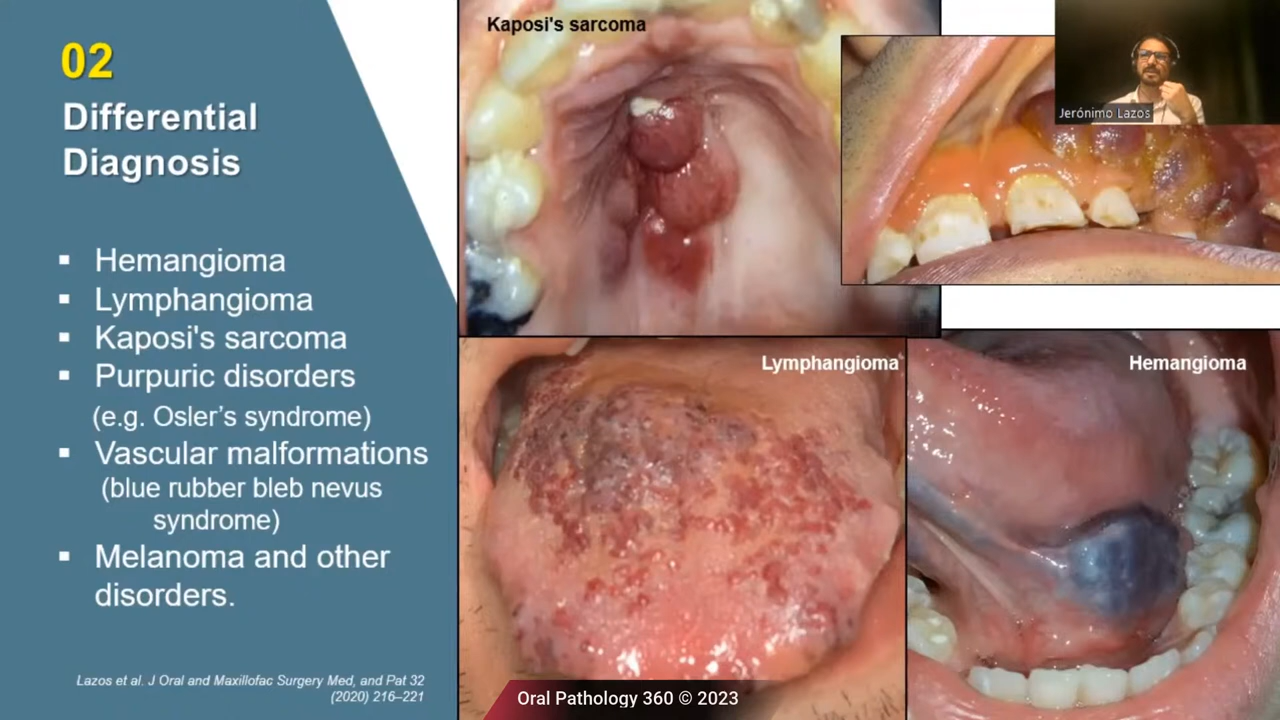 02
Differential
Diagnosis
▪ Hemangioma
▪ Lymphangioma
▪ Kaposi's sarcoma
▪ Purpuric disorders
(e.g. Osler’s syndrome)
▪ Vascular malformations
(blue rubber bleb nevus
syndrome)
▪ Melanoma and other
disorders.
Lazos et al. J Oral and Maxillofac Surgery Med, and Pat 32
(2020) 216–221
Kaposi's sarcoma
Jerónimo Lazos
Lymphangioma
Hemangioma
Oral Pathology 360 © 2023